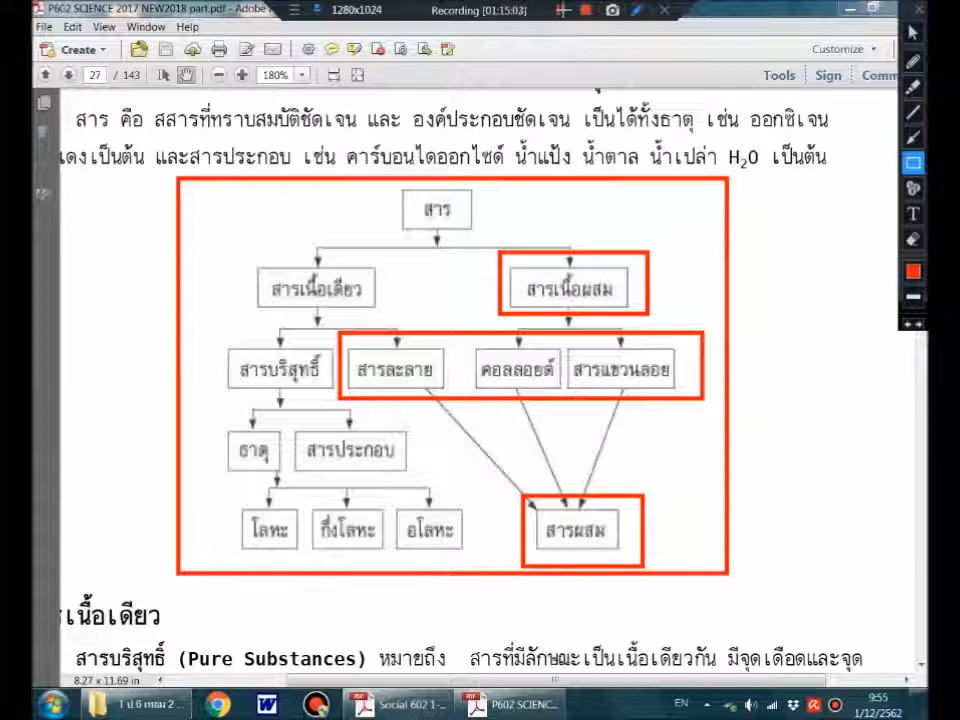 P602 SCIENCE 2017 NEW2018 part.pdf - Adobe
1280x1024
Recording [01:15:03]
File Edit View Window Help
Create
Customize
27 / 143
180%
Tools Sign Comm
สาร คือ สสารที่ทราบสมบัติชัดเจน และ องค์ประกอบชัดเจน เป็นได้ทั้งธาตุ เช่น ออกซิเจน
แดงเป็นต้น และสารประกอบ เช่น คาร์บอนไดออกไซด์ น้ำแป้ง น้ำตาล น้ำเปล่า H2O เป็นต้น
สาร
สารเนื้อเดียว สารเนื้อผสม
สารบริสุทธิ์ สารละลาย คอลลอยด์ สารแขวนลอย
ธาตุ สารประกอบ
โลหะ กึ่งโลหะ อโลหะ สารผสม
เนื้อเดียว
สารบริสุทธิ์ (Pure Substances) หมายถึง สารที่มีลักษณะเป็นเนื้อเดียวกัน มีจุดเดือดและจุด
8.27 x 11.69 in
1 ป.6 เทอม 2 ...
Social 602 1-...
P602 SCIENC...
EN
9:55
1/12/2562